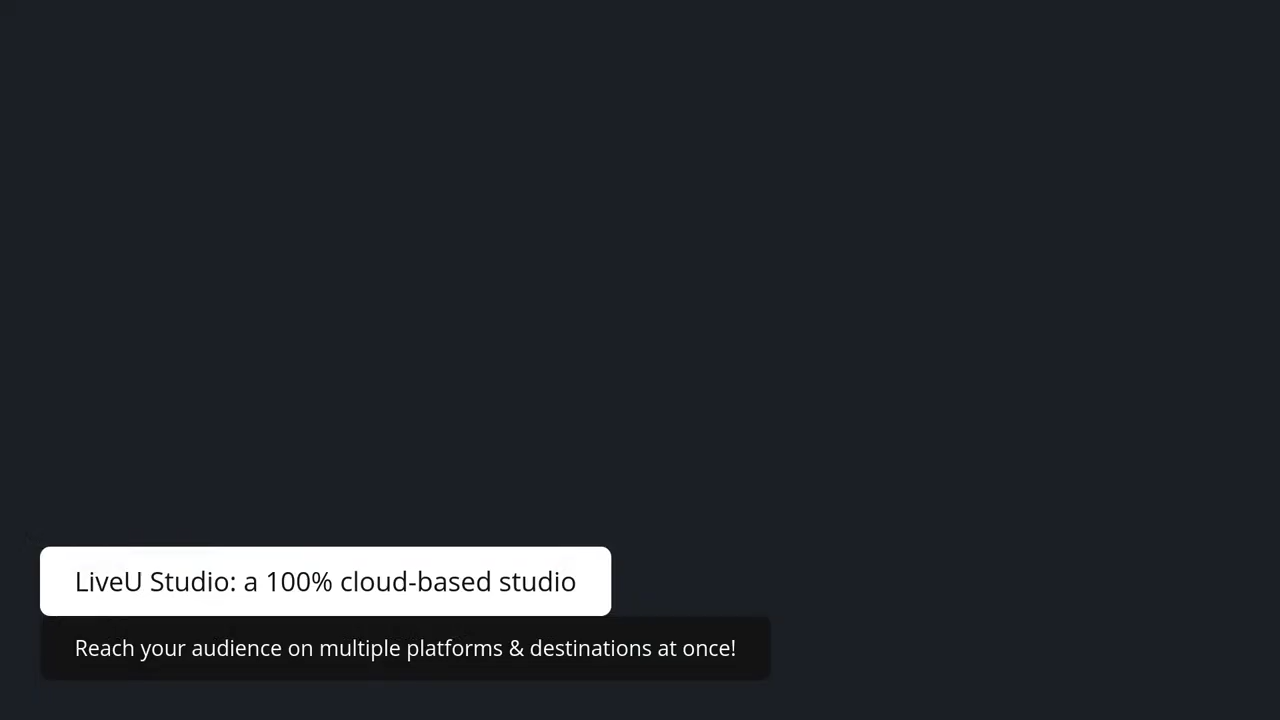 LiveU Studio: a 100% cloud-based studio
Reach your audience on multiple platforms & destinations at once!